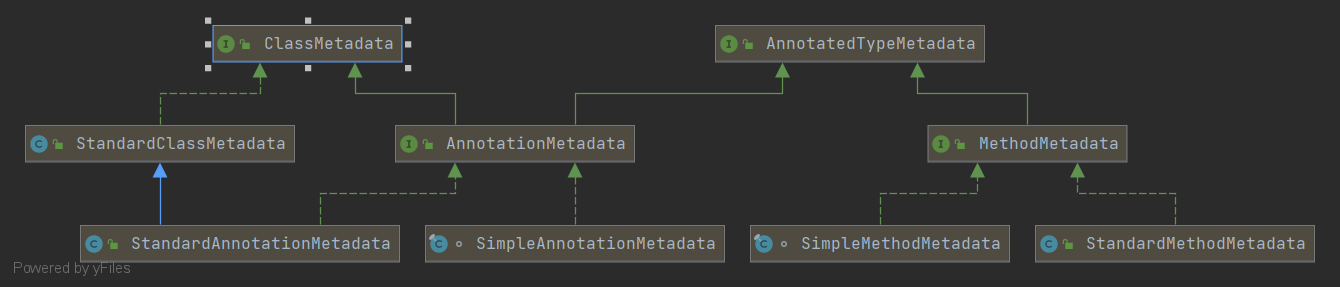 ClassMetadata
AnnotatedTypeMetadata
StandardClassMetadata
AnnotationMetadata
MethodMetadata
StandardAnnotationMetadata
SimpleAnnotationMetadata
SimpleMethodMetadata
StandardMethodMetadata
Powered by yFiles